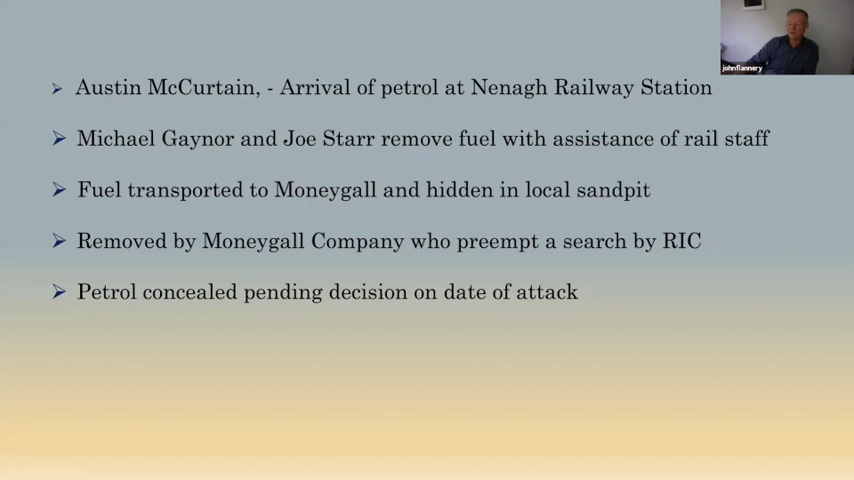 johnflannery
Austin McCurtain, - Arrival of petrol at Nenagh Railway Station
Michael Gaynor and Joe Starr remove fuel with assistance of rail staff
Fuel transported to Moneygall and hidden in local sandpit
Removed by Moneygall Company who preempt a search by RIC
Petrol concealed pending decision on date of attack